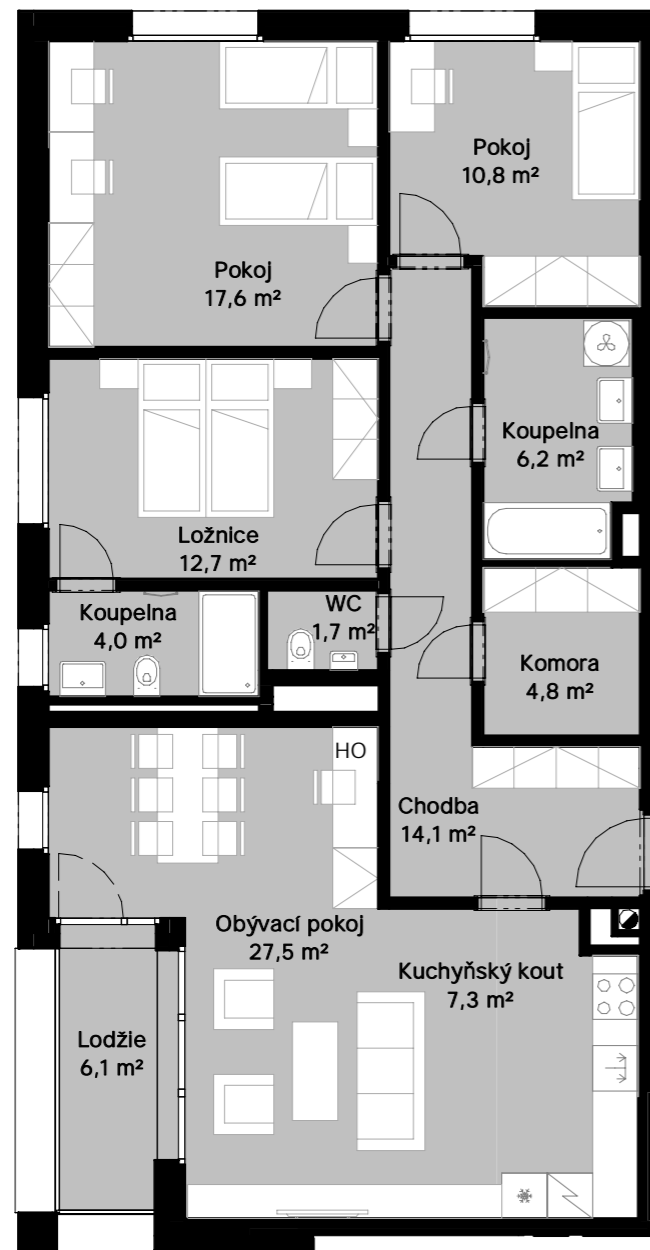 Pokoj
10,8 m²
Pokoj
17,6 m²
Koupelna
6,2 m²
Ložnice
12,7 m²
Koupelna
4,0 m²
WC
1,7 m²
Komora
4,8 m²
HO
Chodba
14,1 m²
Obývací pokoj
27,5 m²
Kuchyňský kout
7,3 m²
Lodžie
6,1 m²